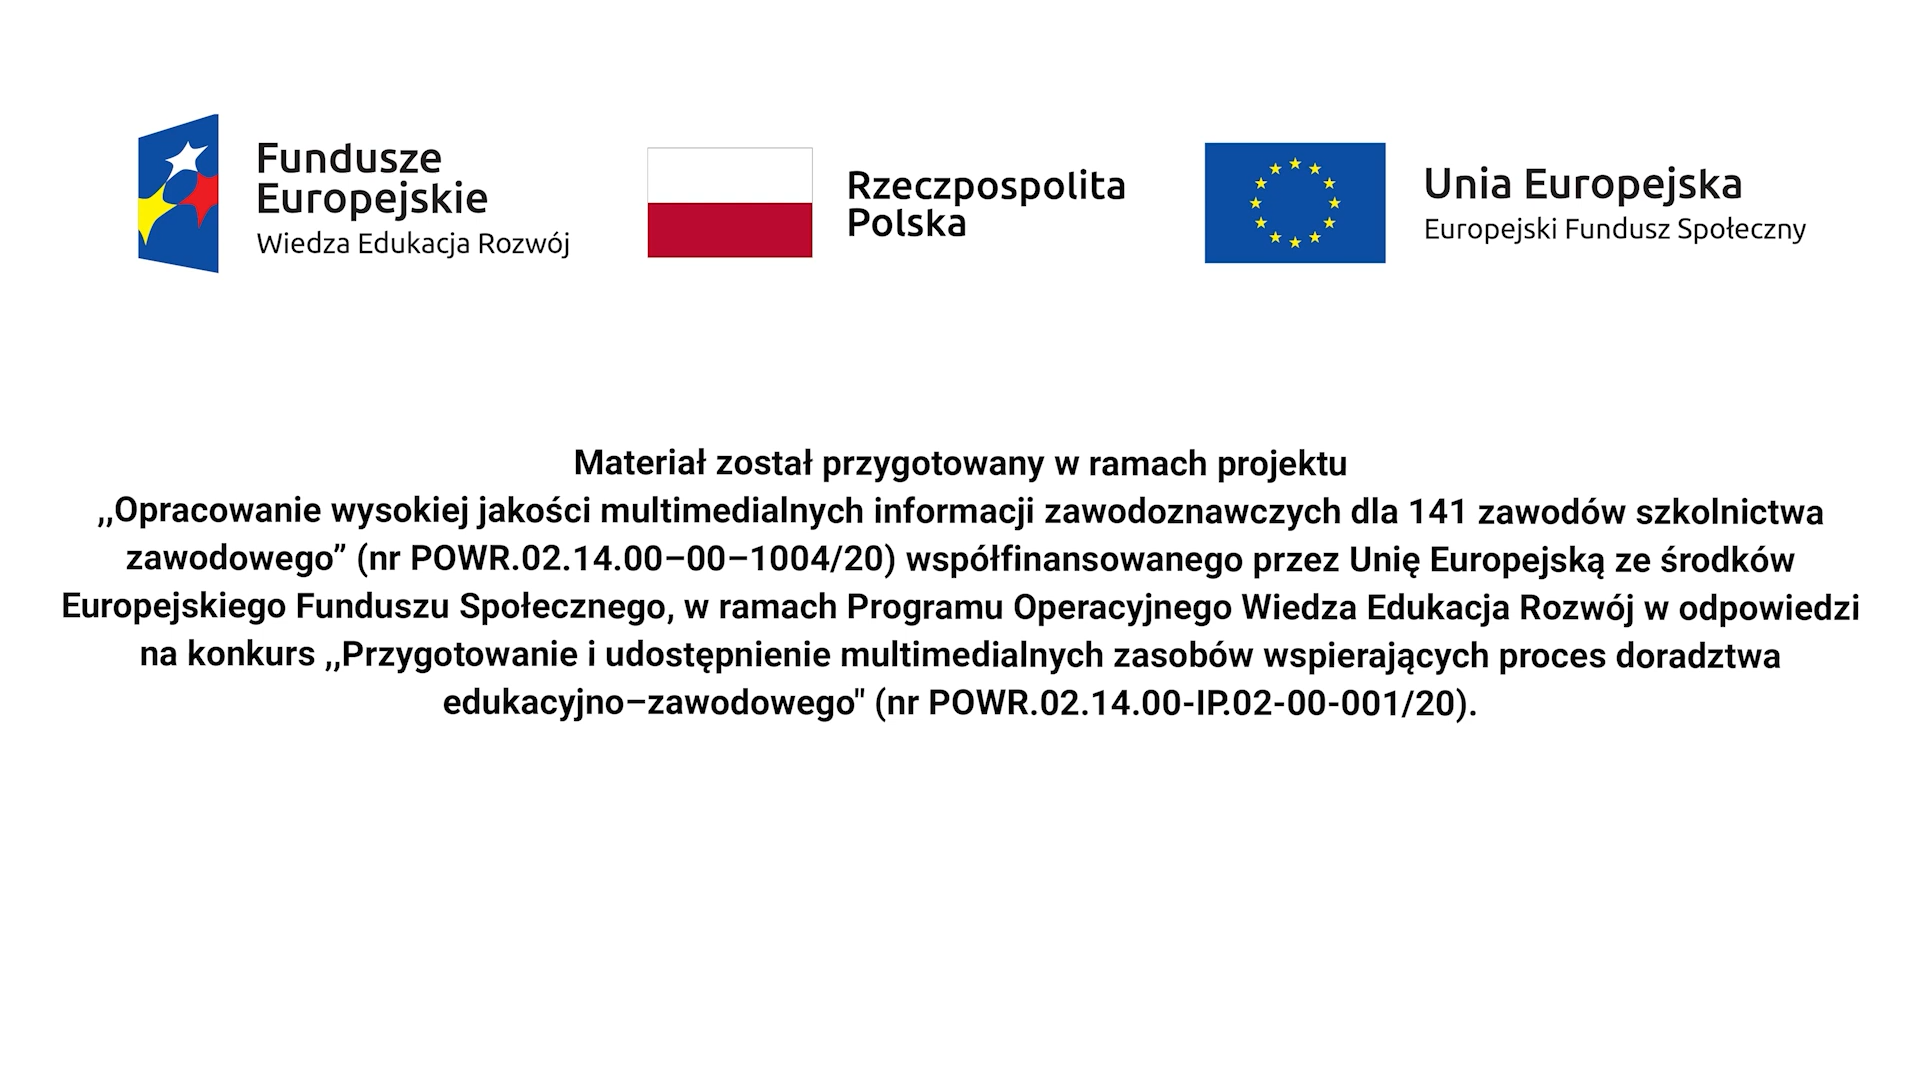 Fundusze
Europejskie
Wiedza Edukacja Rozwój
Rzeczpospolita
Polska
Unia Europejska
Europejski Fundusz Społeczny
Materiał został przygotowany w ramach projektu
,,Opracowanie wysokiej jakości multimedialnych informacji zawodoznawczych dla 141 zawodów szkolnictwa
zawodowego” (nr POWR.02.14.00–00–1004/20) współfinansowanego przez Unię Europejską ze środków
Europejskiego Funduszu Społecznego, w ramach Programu Operacyjnego Wiedza Edukacja Rozwój w odpowiedzi
na konkurs ,,Przygotowanie i udostępnienie multimedialnych zasobów wspierających proces doradztwa
edukacyjno–zawodowego" (nr POWR.02.14.00-IP.02-00-001/20).